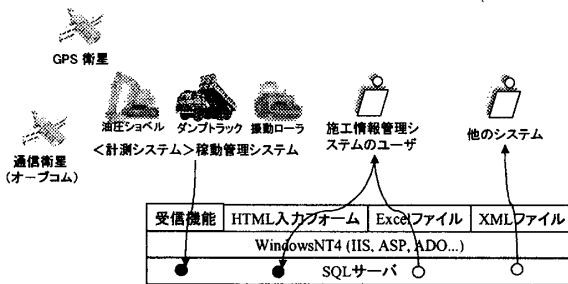 GPS 衛星
油圧ショベル ダンプトラック 振動ローラ
施工情報管理システムのユーザ
他のシステム
通信衛星
(オーブコム)
<計測システム>稼動管理システム
受信機能 HTML入力フォーム Excelファイル XMLファイル
WindowsNT4 (IIS, ASP, ADO...)
SQLサーバ